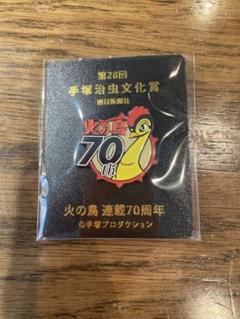 第28回
手塚治虫文化賞
朝日新聞社
火の鳥
70th
火の鳥 連載70周年
©手塚プロダクション